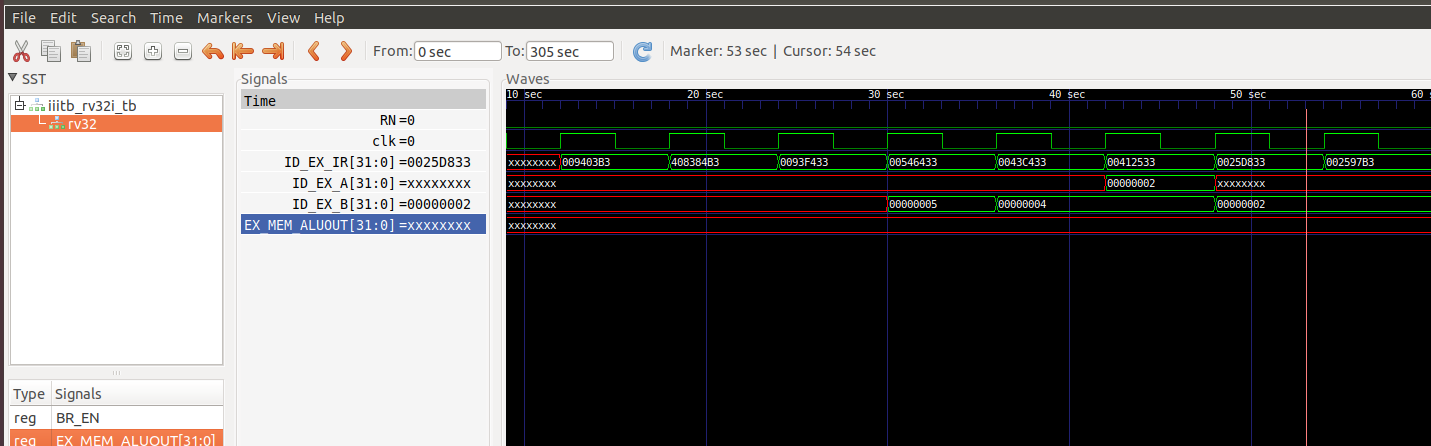 File Edit Search Time Markers View Help
From: 0 sec To: 305 sec Marker: 53 sec | Cursor: 54 sec
SST
iiitb_rv32i_tb
rv32
Type Signals
reg BR_EN
reg EX_MEM_ALUOUT[31:0]
Signals
Time
RN=0
clk=0
ID_EX_IR[31:0]=0025D833
ID_EX_A[31:0]=xxxxxxxx
ID_EX_B[31:0]=00000002
EX_MEM_ALUOUT[31:0]=xxxxxxxx
Waves
10 sec 20 sec 30 sec 40 sec 50 sec 60 s
xxxxxxxx 009403B3 408384B3 0093F433 00546433 0043C433 00412533 0025D833 002597B3
xxxxxxxx 00000002 xxxxxxxx
xxxxxxxx 00000005 00000004 00000002
xxxxxxxx